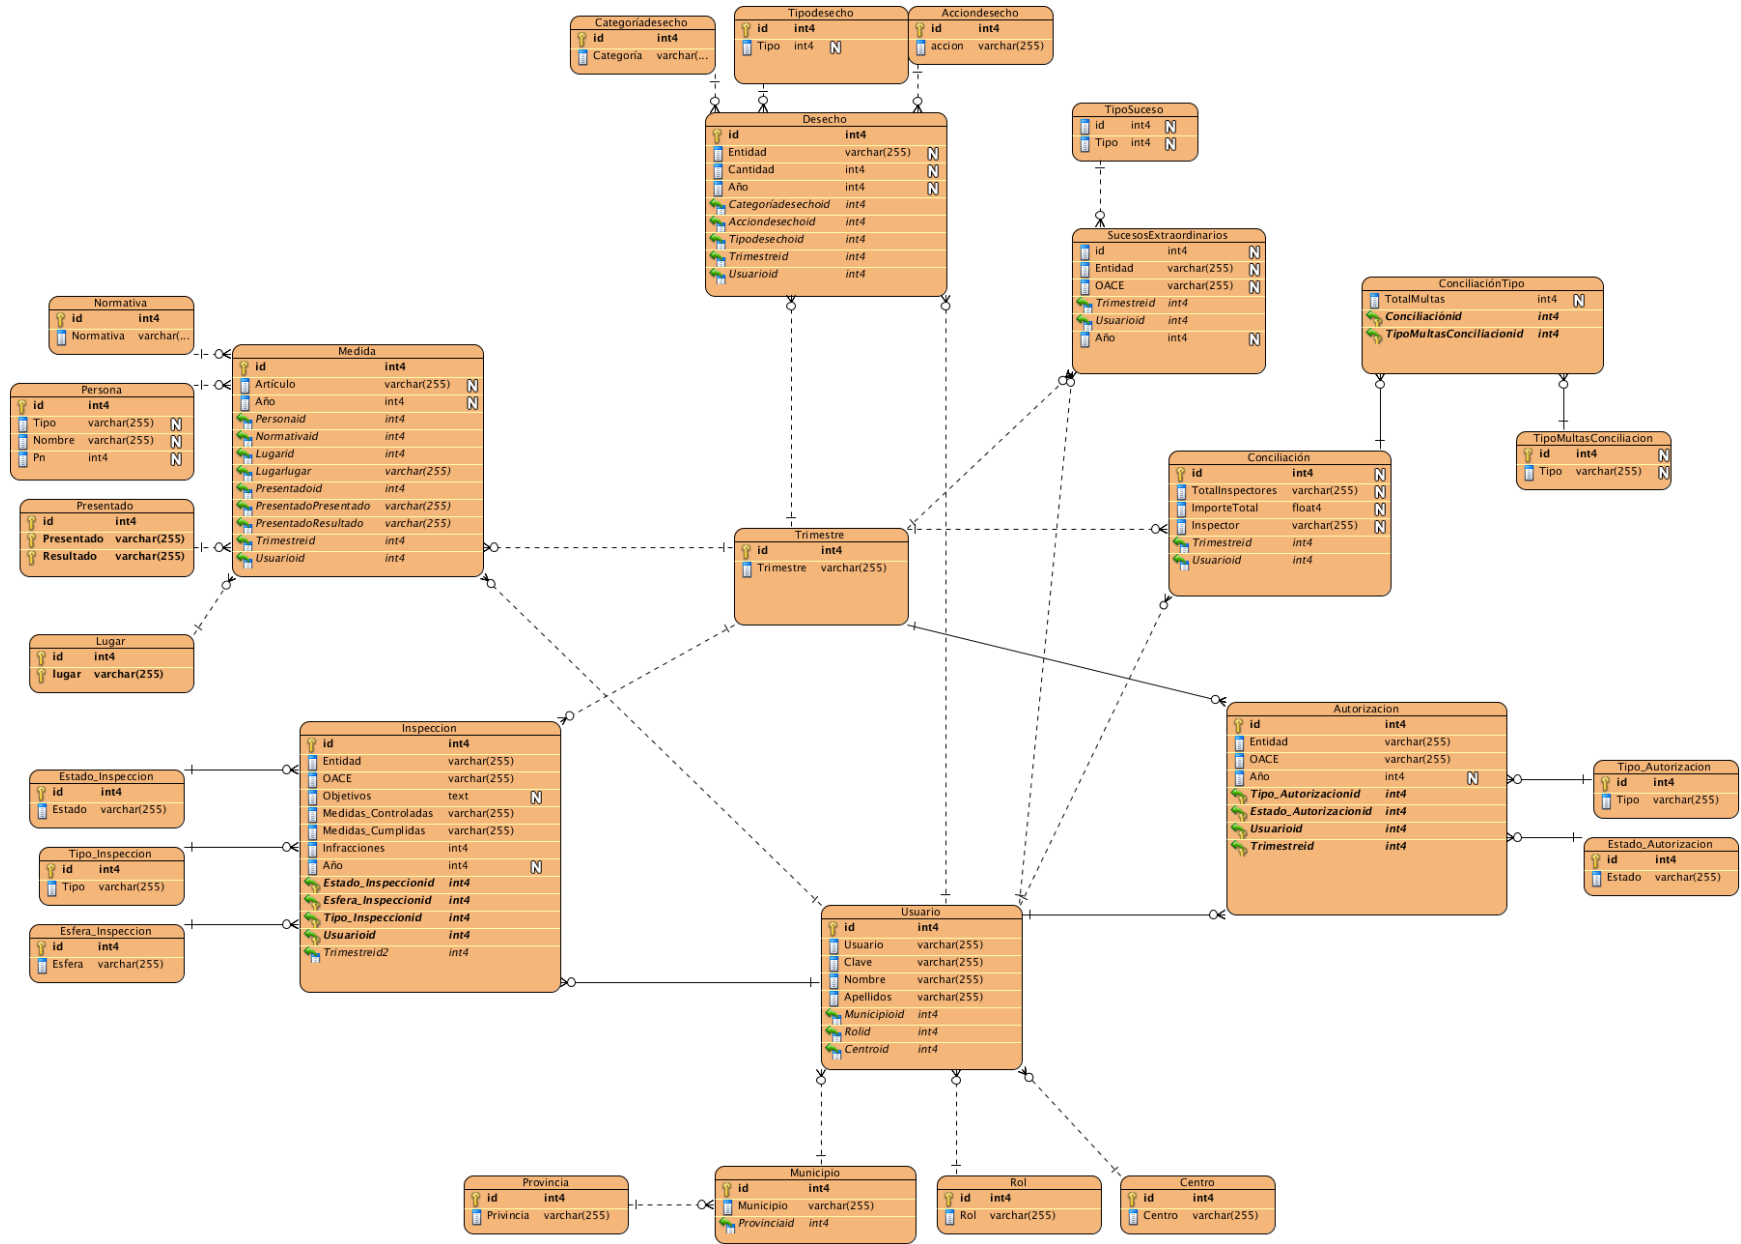 Categoríadesecho
id int4
Categoría varchar(...
Tipodesecho
id int4
Tipo int4 N
Acciondesecho
id int4
accion varchar(255)
Desecho
id int4
Entidad varchar(255) N
Cantidad int4 N
Año int4 N
Categoríadesechoid int4
Acciondesechoid int4
Tipodesechoid int4
Trimestreid int4
Usuarioid int4
TipoSuceso
id int4 N
Tipo int4 N
SucesosExtraordinarios
id int4 N
Entidad varchar(255) N
OACE varchar(255) N
Trimestreid int4
Usuarioid int4
Año int4 N
ConciliaciónTipo
TotalMultas int4 N
Conciliaciónid int4
TipoMultasConciliacionid int4
Normativa
id int4
Normativa varchar(...
Persona
id int4
Tipo varchar(255) N
Nombre varchar(255) N
Pn int4 N
Presentado
id int4
Presentado varchar(255)
Resultado varchar(255)
Lugar
id int4
lugar varchar(255)
Medida
id int4
Artículo varchar(255) N
Año int4 N
Personaid int4
Normativaid int4
Lugarid int4
Lugarlugar varchar(255)
Presentadoid int4
PresentadoPresentado varchar(255)
PresentadoResultado varchar(255)
Trimestreid int4
Usuarioid int4
Trimestre
id int4
Trimestre varchar(255)
Conciliación
id int4 N
TotalInspectores varchar(255) N
ImporteTotal float4 N
Inspector varchar(255) N
Trimestreid int4
Usuarioid int4
TipoMultasConciliacion
id int4 N
Tipo varchar(255) N
Inspeccion
id int4
Entidad varchar(255)
OACE varchar(255)
Objetivos text N
Medidas_Controladas varchar(255)
Medidas_Cumplidas varchar(255)
Infracciones int4
Año int4 N
Estado_Inspeccionid int4
Esfera_Inspeccionid int4
Tipo_Inspeccionid int4
Usuarioid int4
Trimestreid2 int4
Estado_Inspeccion
id int4
Estado varchar(255)
Tipo_Inspeccion
id int4
Tipo varchar(255)
Esfera_Inspeccion
id int4
Esfera varchar(255)
Autorizacion
id int4
Entidad varchar(255)
OACE varchar(255)
Año int4 N
Tipo_Autorizacionid int4
Estado_Autorizacionid int4
Usuarioid int4
Trimestreid int4
Tipo_Autorizacion
id int4
Tipo varchar(255)
Estado_Autorizacion
id int4
Estado varchar(255)
Usuario
id int4
Usuario varchar(255)
Clave varchar(255)
Nombre varchar(255)
Apellidos varchar(255)
Municipioid int4
Rolid int4
Centroid int4
Provincia
id int4
Privincia varchar(255)
Municipio
id int4
Municipio varchar(255)
Provinciaid int4
Rol
id int4
Rol varchar(255)
Centro
id int4
Centro varchar(255)